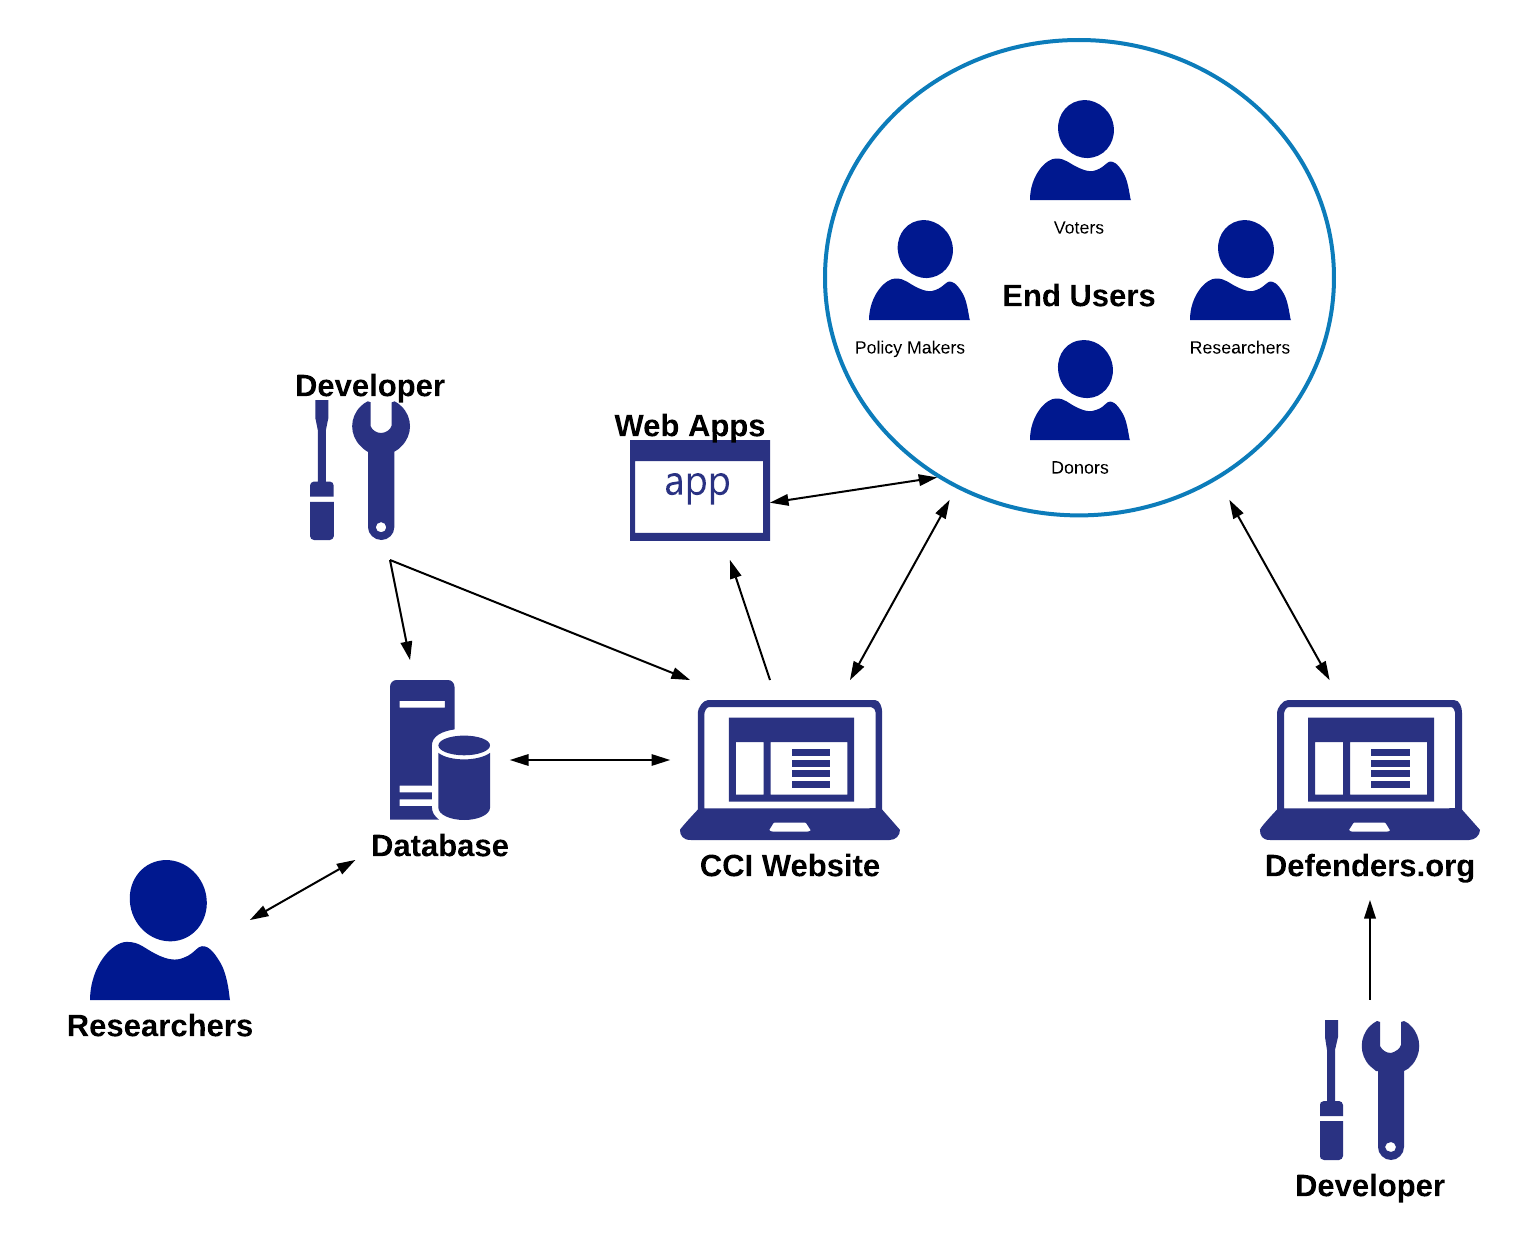 Voters
End Users
Policy Makers
Researchers
Donors
Developer
Web Apps
app
Database
CCI Website
Defenders.org
Researchers
Developer